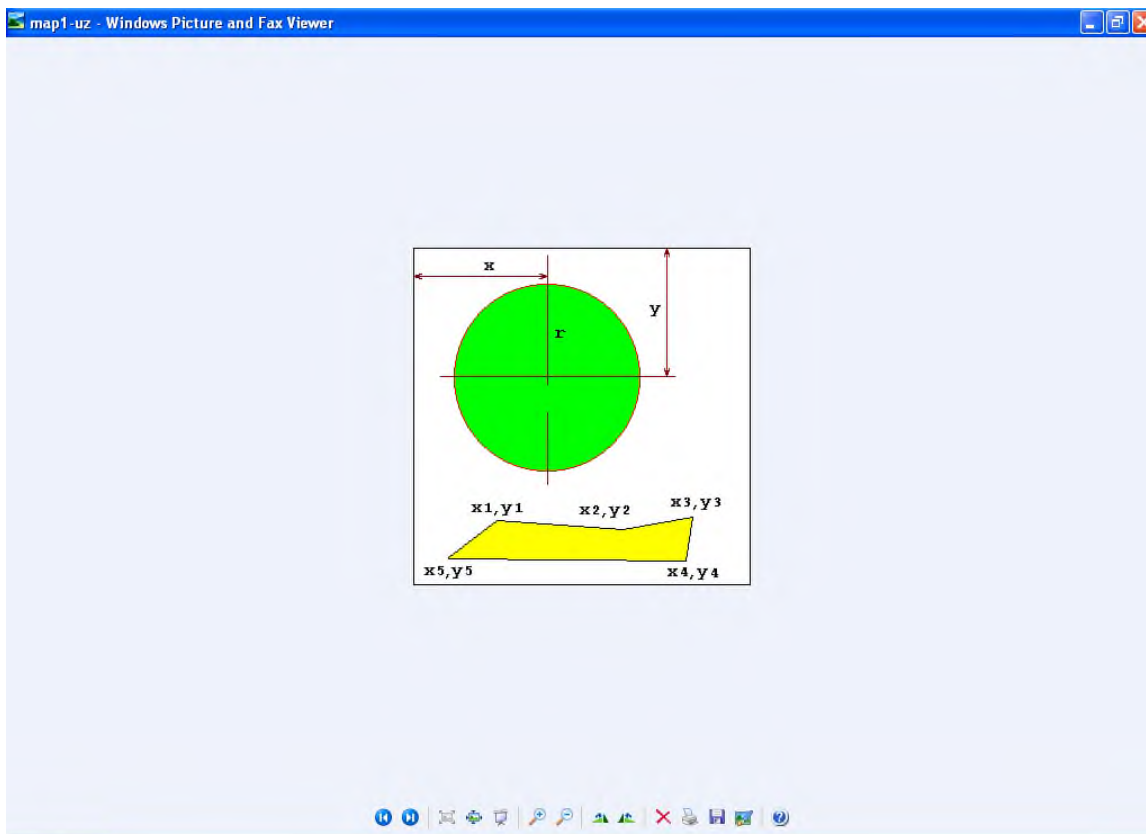 map1-uz - Windows Picture and Fax Viewer
x
y
r
x1,y1
x2,y2
x3,y3
x5,y5
x4,y4